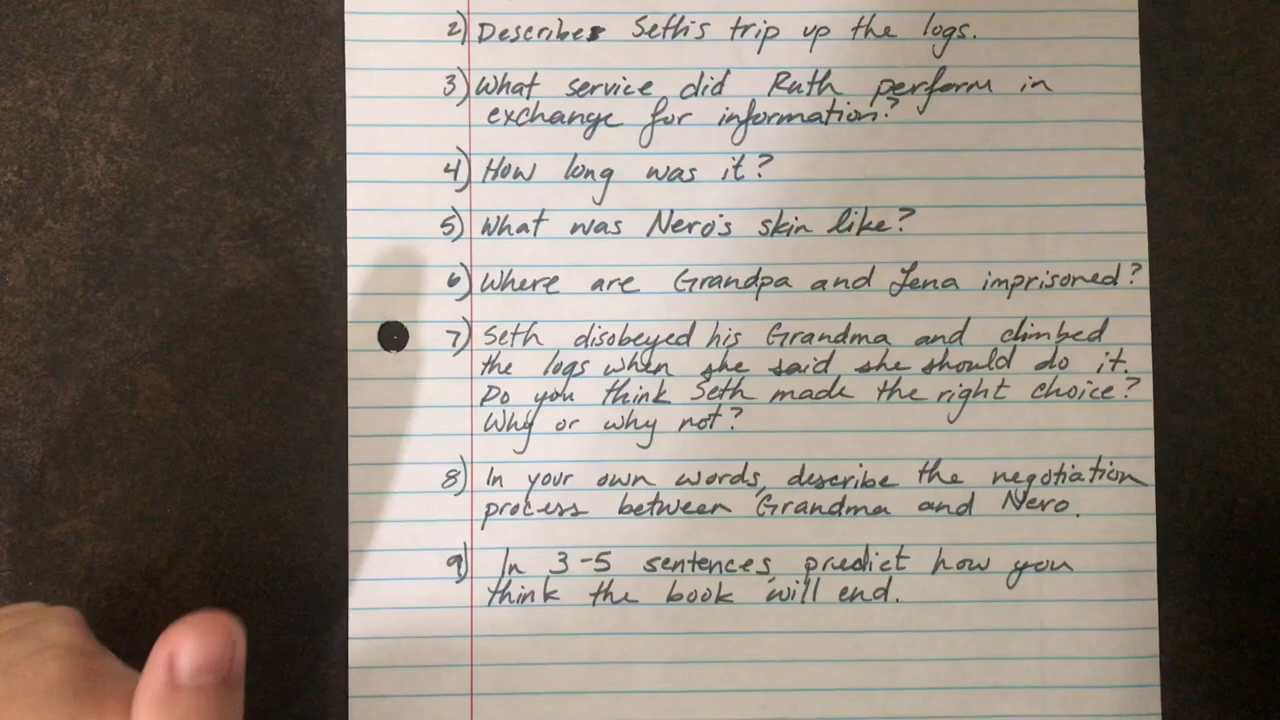 2) Describe Seth's trip up the logs.
3) What service did Ruth perform in
exchange for information?
4) How long was it?
5) What was Nero's skin like?
6) Where are Grandpa and Lena imprisoned?
7) Seth disobeyed his Grandma and climbed
the logs when she said she should do it.
Do you think Seth made the right choice?
Why or why not?
8) In your own words, describe the negotiation
process between Grandma and Nero.
9) In 3-5 sentences, predict how you
think the book will end.